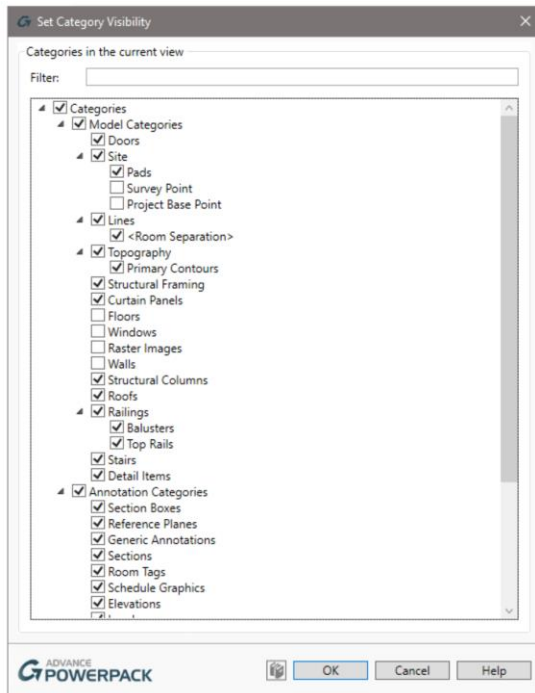 Set Category Visibility
Categories in the current view
Filter:
Categories
Model Categories
Doors
Site
Pads
Survey Point
Project Base Point
Lines
<Room Separation>
Topography
Primary Contours
Structural Framing
Curtain Panels
Floors
Windows
Raster Images
Walls
Structural Columns
Roofs
Railings
Balusters
Top Rails
Stairs
Detail Items
Annotation Categories
Section Boxes
Reference Planes
Generic Annotations
Sections
Room Tags
Schedule Graphics
Elevations
ADVANCE
POWERPACK
OK Cancel Help